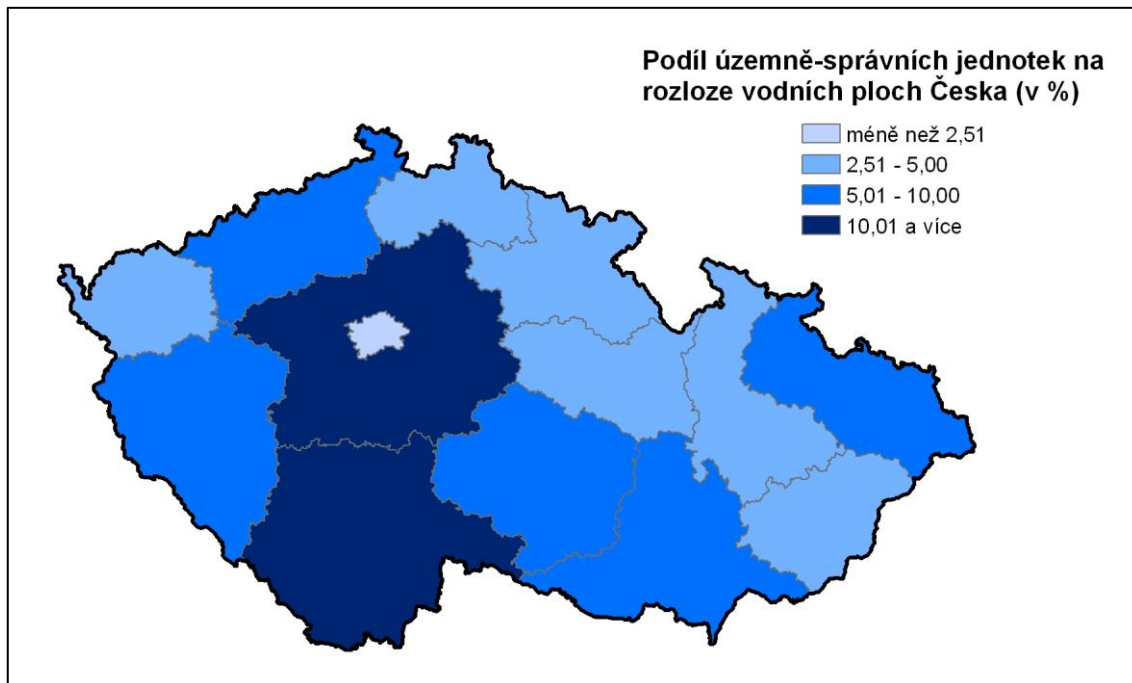 Podíl územně-správních jednotek na
rozloze vodních ploch Česka (v %)
méně než 2,51
2,51 - 5,00
5,01 - 10,00
10,01 a více